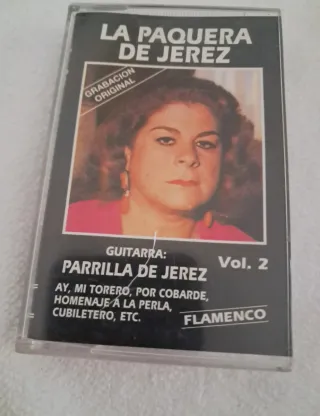 LA PAQUERA
DE JEREZ
GRABACION
ORIGINAL
GUITARRA:
PARRILLA DE JEREZ
Vol. 2
AY, MI TORERO, POR COBARDE,
HOMENAJE A LA PERLA,
CUBILETERO, ETC.
FLAMENCO